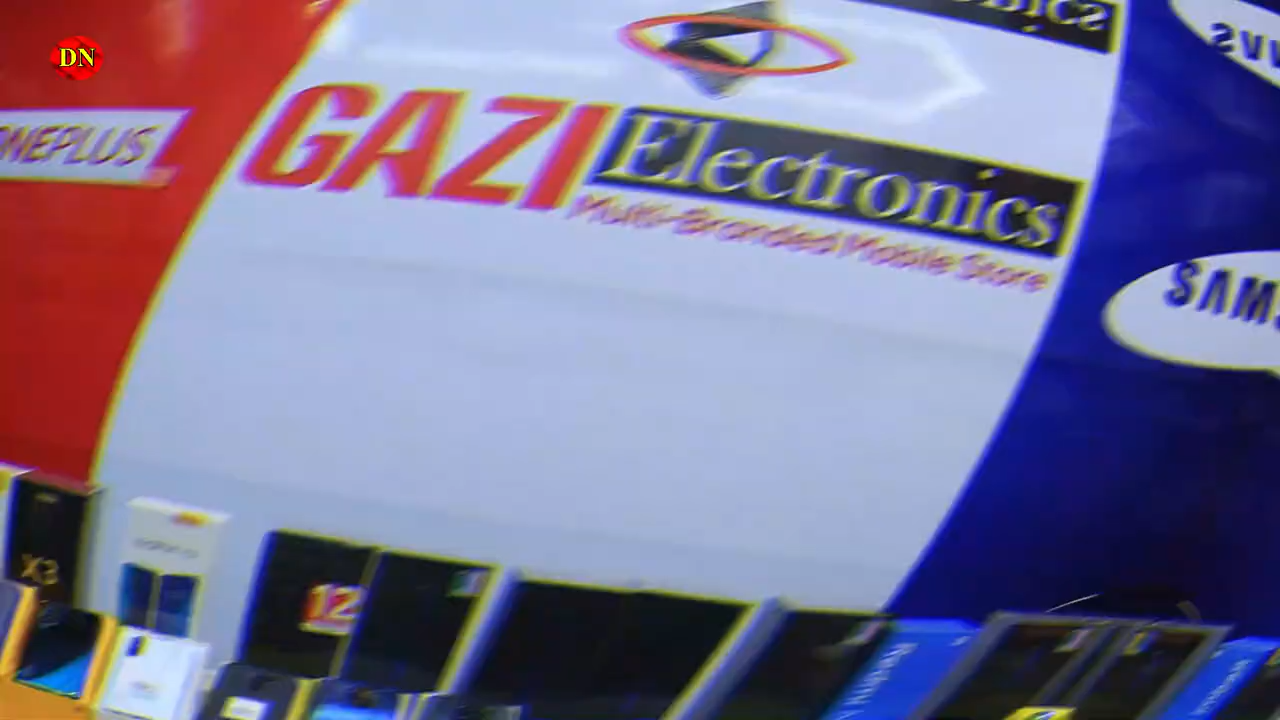 DN
ONEPLUS
GAZI Electronics
Multi-Branded Mobile Store
SAMS
X3
12